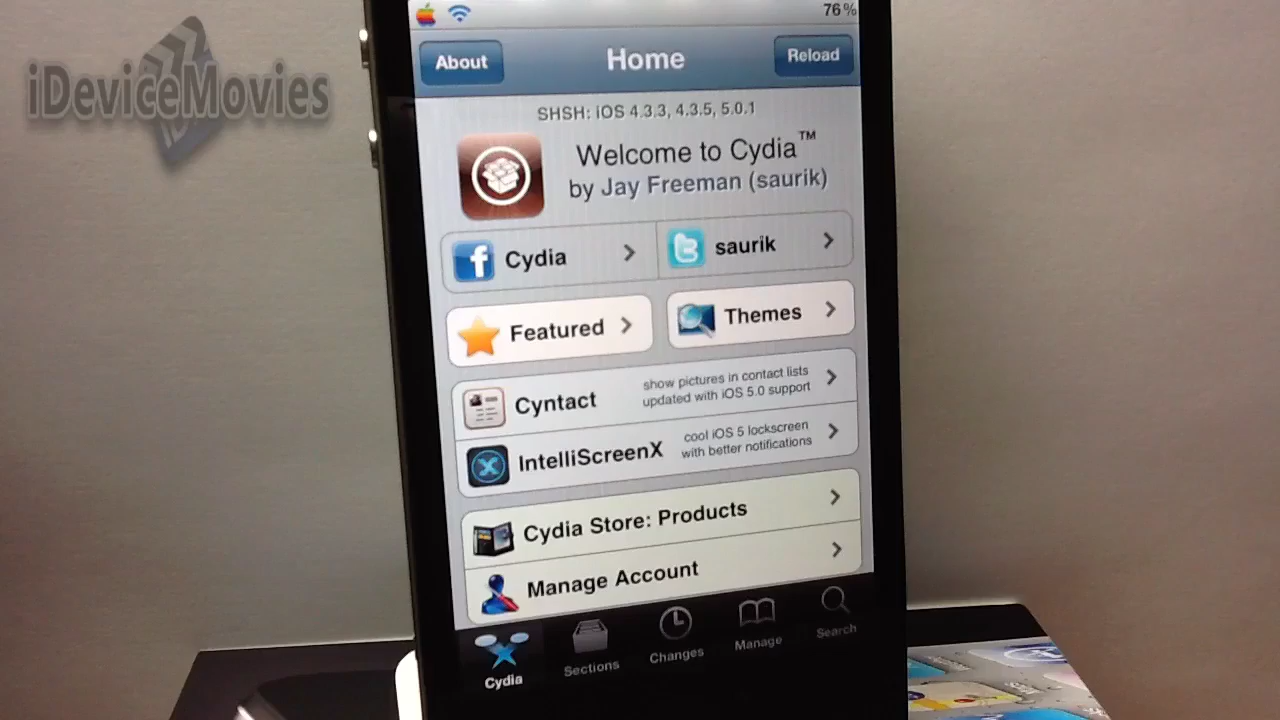 iDeviceMovies
76%
About
Home
Reload
SHSH: iOS 4.3.3, 4.3.5, 5.0.1
Welcome to Cydia™
by Jay Freeman (saurik)
Cydia
saurik
Featured
Themes
Cyntact
show pictures in contact lists
updated with iOS 5.0 support
IntelliScreenX
cool iOS 5 lockscreen
with better notifications
Cydia Store: Products
Manage Account
Cydia
Sections
Changes
Manage
Search